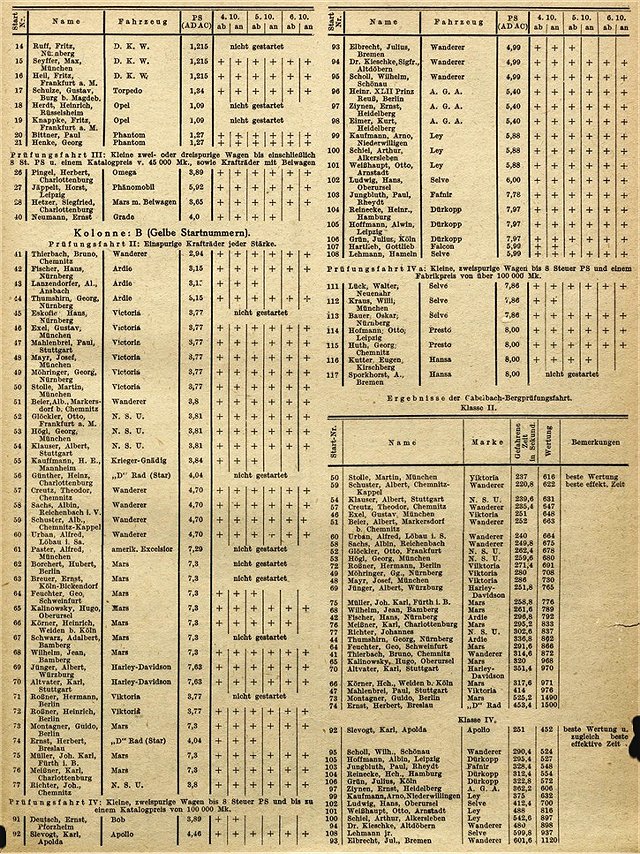 Start Nr. Name Fahrzeug PS (ADAC) 4. 10. ab an 5. 10. ab an 6. 10. ab an
14 Ruff, Fritz, Nürnberg D. K. W. 1,215 nicht gestartet
15 Seyffer, Max, München D. K. W. 1,215 + + + + + +
16 Heil, Fritz, Frankfurt a. M. D. K. W. 1,215
17 Schulze, Gustav, Burg b. Magdeb. Torpedo 1,34
18 Herdt, Heinrich, Rüsselsheim Opel 1,09 nicht gestartet
19 Knappke, Fritz, Frankfurt a. M. Opel 1,09 nicht gestartet
20 Bittner, Paul Phantom 1,27
21 Henke, Georg Phantom 1,27
Prüfungsfahrt III: Kleine zwei- oder dreispurige Wagen bis einschließlich
8 St. PS u. einem Katalogpreis v. 45 000 Mk., sowie Krafträder mit Beiwagen
26 Pingel, Herbert, Charlottenburg Omega 3,89
27 Jäppelt, Horst, Leipzig Phänomobil 5,92
28 Hetzer, Siegfried, Charlottenburg Mars m. Beiwagen 3,65
40 Neumann, Ernst Grade 4,0
Kolonne: B (Gelbe Startnummern).
Prüfungsfahrt II: Einspurige Krafträder jeder Stärke.
41 Thierbach, Bruno, Chemnitz Wanderer 2,94
42 Fischer, Hans, Nürnberg Ardie 3,15
43 Lanzendorfer, Al., Ansbach Ardie
44 Thumshirn, Georg, Nürnberg Ardie
45 Eskofie Hans, Nürnberg Victoria 3,77 nicht gestartet
46 Exel, Gustav, München Victoria 3,77
47 Mahlenbrei, Paul, Stuttgart Victoria 3,77
48 Mayr, Josef, München Victoria 3,77
49 Möhringer, Georg, Nürnberg Victoria 3,77
50 Stolle, Martin, München Victoria 3,77
51 Beier, Alb., Markersdorf b. Chemnitz Wanderer 3,8
52 Glöckler, Otto, Frankfurt a. M. N. S. U. 3,81
53 Högl, Georg, München N. S. U. 3,81
54 Klauser, Albert, Stuttgart N. S. U. 3,81
55 Kauffmann, H. E., Mannheim Krieger-Gnädig 3,84
56 Günther, Heinz, Charlottenburg „D" Rad (Star) 4,04 nicht gestartet
57 Creutz, Theodor, Chemnitz Wanderer 4,70
58 Sachs, Albin, Reichenbach i. V. Wanderer 4,70
59 Schuster, Alb., Chemnitz-Kappel Wanderer 4,70
60 Urban, Alfred, Löbau i. Sa. Wanderer 4,70
61 Paster, Alfred, München amerik. Excelsior 7,29 nicht gestartet
62 Borchert, Hubert, Berlin Mars 7,3 nicht gestartet
63 Breuer, Ernst, Köln-Bickendorf Mars 7,3 nicht gestartet
64 Feuchter, Geo, Schweinfurt Mars 7,3
65 Kalinowsky, Hugo, Oberursel Mars 7,3
66 Körner, Heinrich, Weiden b. Köln Mars 7,3
67 Schwarz, Adalbert, Bamberg Mars 7,3 nicht gestartet
68 Wilhelm, Jean, Bamberg Mars 7,3
69 Jünger, Albert, Würzburg Harley-Davidson 7,63
70 Altvater, Karl, Stuttgart Harley-Davidson 7,63
71 Roßner, Hermann, Berlin Viktoria 3,77 nicht gestartet
72 Roßner, Heinrich, Berlin Viktoria 3,77
73 Montagner, Guido, Berlin Mars 7,3
74 Ernst, Herbert, Breslau „D" Rad (Star) 4,04
75 Müller, Joh. Karl, Fürth i. B. Mars 7,3
76 Meißner, Karl, Charlottenburg Mars 7,3
77 Richter, Joh., Chemnitz N. S. U. 3,8
Prüfungsfahrt IV: Kleine, zweispurige Wagen bis 8 Steuer PS und bis zu
einem Katalogpreis von 100 000 Mk.
91 Deutsch, Ernst, Pforzheim Bob 3,89
92 Slevogt, Karl, Apolda Apollo 4,46
Start Nr. Name Fahrzeug PS (ADAC) 4. 10. ab an 5. 10. ab an 6. 10. ab an
93 Elbrecht, Julius, Bremen Wanderer 4,99
94 Dr. Kieschke, Sigfr., Altdöbern Wanderer 4,99
95 Scholl, Wilhelm, Schönau Wanderer 4,99
96 Heinr. XLII Prinz Reuß, Berlin A. G. A. 5,40
97 Ziynen, Ernst, Heidelberg A. G. A. 5,40
98 Eimer, Kurt, Heidelberg A. G. A. 5,40
99 Kaufmann, Arno, Niederwilligen Ley 5,88
100 Schiel, Arthur, Alkersleben Ley 5,88
101 Weißhaupt, Otto, Arnstadt Ley 5,88
102 Ludwig, Hans, Oberursel Selve 6,00
103 Jungbluth, Paul, Rheydt Fafnir 7,78
104 Reinecke, Heinr., Hamburg Dürkopp 7,97
105 Hoffmann, Alwin, Leipzig Dürkopp 7,97
106 Grün, Julius, Köln Dürkopp 7,97
107 Hartlieb, Gottlieb Falcon 5,99
108 Lehmann, Hameln Selve 5,99
Prüfungsfahrt IVa: Kleine, zweispurige Wagen bis 8 Steuer PS und einem
Fabrikpreis von über 100 000 Mk.
111 Lück, Walter, Neuenahr Selve 7,86
112 Kraus, Willi, München Selve 7,86
113 Bauer, Oskar, Nürnberg Selve 7,86
114 Hofmann, Otto, Leipzig Presto 8,00
115 Huth, Georg, Chemnitz Presto 8,00
116 Kutter, Eugen, Kirschberg Hansa 8,00
117 Sporkhorst, A., Bremen Hansa 8,00 nicht gestartet
Ergebnisse der Cabelbach-Bergprüfungsfahrt.
Klasse II.
Start-Nr. Name Marke Gefahrene Zeit in Sekund. Wertung Bemerkungen
50 Stolle, Martin, München Viktoria 237 616 beste Wertung
59 Schuster, Albert, Chemnitz-Kappel Wanderer 220,8 622 beste effekt. Zeit
54 Klauser, Albert, Stuttgart N. S. U. 239,6 631
57 Creutz, Theodor, Chemnitz Wanderer 235,4 647
46 Exel, Gustav, München Viktoria 251 648
51 Beier, Albert, Markersdorf b. Chemnitz Wanderer 252 663
60 Urban, Alfred, Löbau i. S. Wanderer 240 664
58 Sachs, Albin, Reichenbach Wanderer 249,8 675
52 Glöckler, Otto, Frankfurt N. S. U. 262,4 678
53 Högl, Georg, München N. S. U. 259,6 680
72 Roßner, Hermann, Berlin Viktoria 271,4 691
49 Möhringer, Gg., Nürnberg Viktoria 280 708
48 Mayr, Josef, München Viktoria 286 730
69 Jünger, Albert, Würzburg Harley-Davidson 251,8 765
75 Müller, Joh. Karl, Fürth i. B. Mars 258,8 776
68 Wilhelm, Jean, Bamberg Mars 261,6 789
42 Fischer, Hans, Nürnberg Ardie 296,8 792
76 Meißner, Karl, Charlottenburg Mars 295,2 833
77 Richter, Johannes N. S. U. 302,6 837
44 Thumshirn, Georg, Nürnberg Ardie 336,8 862
64 Feuchter, Geo, Schweinfurt Mars 291,6 866
41 Thierbach, Bruno, Chemnitz Wanderer 314,6 872
65 Kalinowsky, Hugo, Oberursel Mars 320 968
70 Altvater, Karl, Stuttgart Harley-Davidson 351,4 970
66 Körner, Hch., Weiden b. Köln Mars 317,6 971
47 Mahlenbrei, Paul, Stuttgart Viktoria 414 976
73 Montagner, Guido, Berlin Mars 525,2 1490
74 Ernst, Herbert, Breslau „D" Rad 453,4 1500
Klasse IV.
92 Slevogt, Karl, Apolda Apollo 251 452 beste Wertung u. zugleich beste effektive Zeit
95 Scholl, Wilh., Schönau Wanderer 290,4 524
105 Hoffmann, Albin, Leipzig Dürkopp 295,4 527
103 Jungbluth, Paul, Rheydt Fafnir 328,4 548
104 Reinecke, Hch., Hamburg Dürkopp 312,4 554
106 Grün, Julius, Köln Dürkopp 322,8 572
97 Ziynen, Ernst, Heidelberg A. G. A. 362,2 606
99 Kaufmann, Arno, Niederwilligen Ley 375 632
102 Ludwig, Hans, Oberursel Selve 412,4 700
101 Weißhaupt, Otto, Arnstadt Ley 488 816
100 Schiel, Arthur, Alkersleben Ley 542,6 897
94 Dr. Kieschke, Altdöbern Wanderer 480 898
108 Lehmann jr. Selve 599,8 937
93 Elbrecht, Jul., Bremen Wanderer 601,6 1120